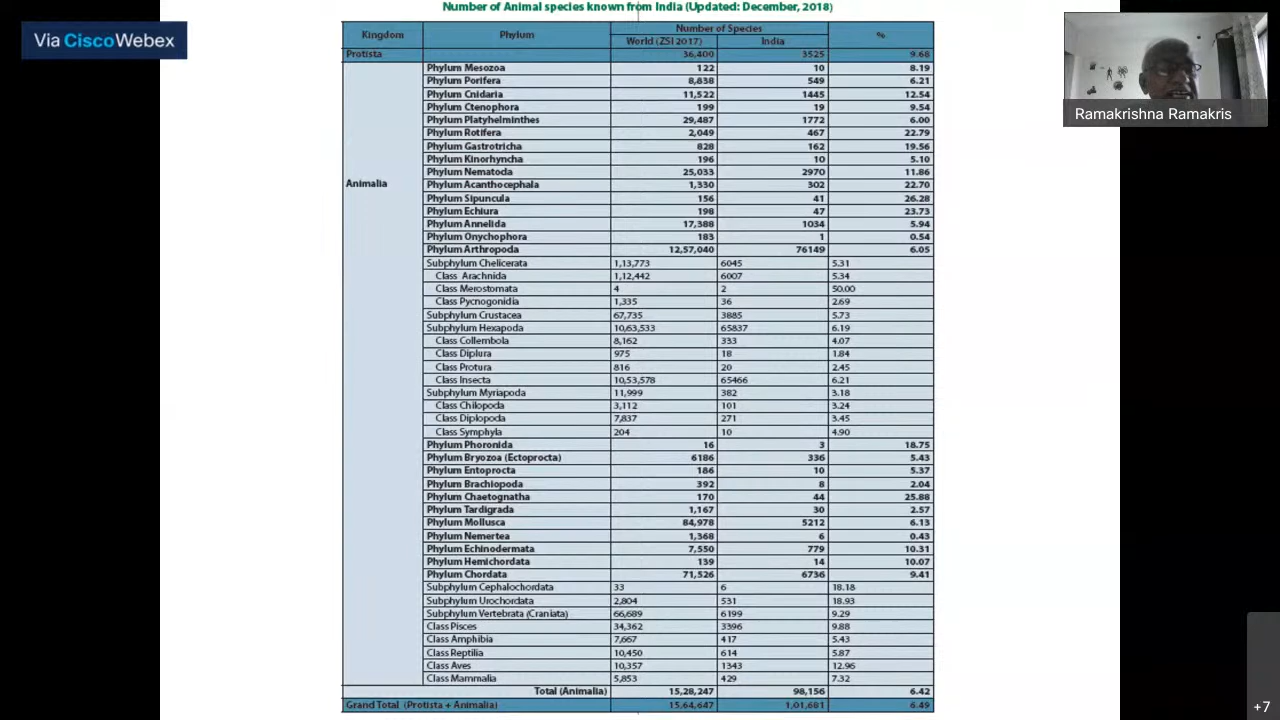 Number of Animal species known from India (Updated: December, 2018)
Via CiscoWebex
Kingdom Phylum Number of Species %
World (ZSI 2017) India
Protista 36,400 3525 9.68
Phylum Mesozoa 122 10 8.19
Phylum Porifera 8,838 549 6.21
Phylum Cnidaria 11,522 1445 12.54
Phylum Ctenophora 199 19 9.54
Phylum Platyhelminthes 29,487 1772 6.00
Phylum Rotifera 2,049 467 22.79
Phylum Gastrotricha 828 162 19.56
Phylum Kinorhyncha 196 10 5.10
Phylum Nematoda 25,033 2970 11.86
Animalia Phylum Acanthocephala 1,330 302 22.70
Phylum Sipuncula 156 41 26.28
Phylum Echiura 198 47 23.73
Phylum Annelida 17,388 1034 5.94
Phylum Onychophora 183 1 0.54
Phylum Arthropoda 12,57,040 76149 6.05
Subphylum Chelicerata 1,13,773 6045 5.31
Class Arachnida 1,12,442 6007 5.34
Class Merostomata 4 2 50.00
Class Pycnogonidia 1,335 36 2.69
Subphylum Crustacea 67,735 3885 5.73
Subphylum Hexapoda 10,63,533 65837 6.19
Class Collembola 8,162 333 4.07
Class Diplura 975 18 1.84
Class Protura 816 20 2.45
Class Insecta 10,53,578 65466 6.21
Subphylum Myriapoda 11,999 382 3.18
Class Chilopoda 3,112 101 3.24
Class Diplopoda 7,837 271 3.45
Class Symphyla 204 10 4.90
Phylum Phoronida 16 3 18.75
Phylum Bryozoa (Ectoprocta) 6186 336 5.43
Phylum Entoprocta 186 10 5.37
Phylum Brachiopoda 392 8 2.04
Phylum Chaetognatha 170 44 25.88
Phylum Tardigrada 1,167 30 2.57
Phylum Mollusca 84,978 5212 6.13
Phylum Nemertea 1,368 6 0.43
Phylum Echinodermata 7,550 779 10.31
Phylum Hemichordata 139 14 10.07
Phylum Chordata 71,526 6736 9.41
Subphylum Cephalochordata 33 6 18.18
Subphylum Urochordata 2,804 531 18.93
Subphylum Vertebrata (Craniata) 66,689 6199 9.29
Class Pisces 34,362 3396 9.88
Class Amphibia 7,667 417 5.43
Class Reptilia 10,450 614 5.87
Class Aves 10,357 1343 12.96
Class Mammalia 5,853 429 7.32
Total (Animalia) 15,28,247 98,156 6.42
Grand Total (Protista + Animalia) 15,64,647 1,01,681 6.49
Ramakrishna Ramakris
+7